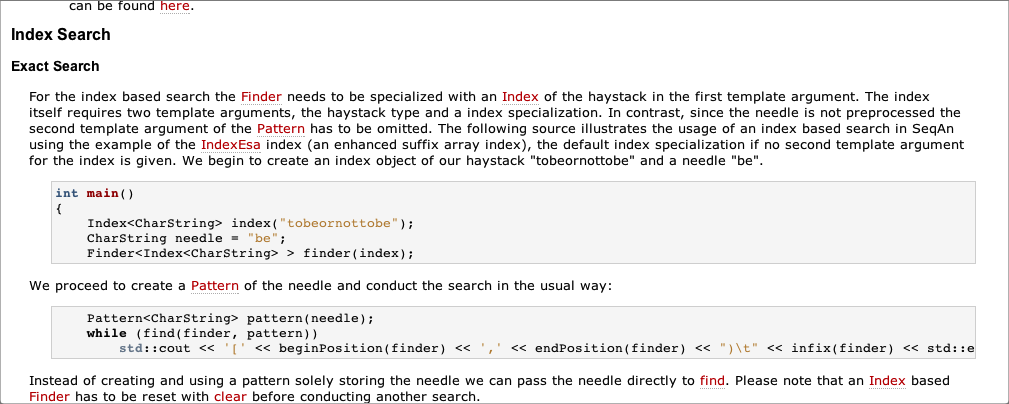 can be found here.
Index Search
Exact Search
For the index based search the Finder needs to be specialized with an Index of the haystack in the first template argument. The index
itself requires two template arguments, the haystack type and a index specialization. In contrast, since the needle is not preprocessed the
second template argument of the Pattern has to be omitted. The following source illustrates the usage of an index based search in SeqAn
using the example of the IndexEsa index (an enhanced suffix array index), the default index specialization if no second template argument
for the index is given. We begin to create an index object of our haystack "tobeornottobe" and a needle "be".
int main()
{
    Index<CharString> index("tobeornottobe");
    CharString needle = "be";
    Finder<Index<CharString> > finder(index);
We proceed to create a Pattern of the needle and conduct the search in the usual way:
    Pattern<CharString> pattern(needle);
    while (find(finder, pattern))
        std::cout << '[' << beginPosition(finder) << ',' << endPosition(finder) << ")\t" << infix(finder) << std::e
Instead of creating and using a pattern solely storing the needle we can pass the needle directly to find. Please note that an Index based
Finder has to be reset with clear before conducting another search.